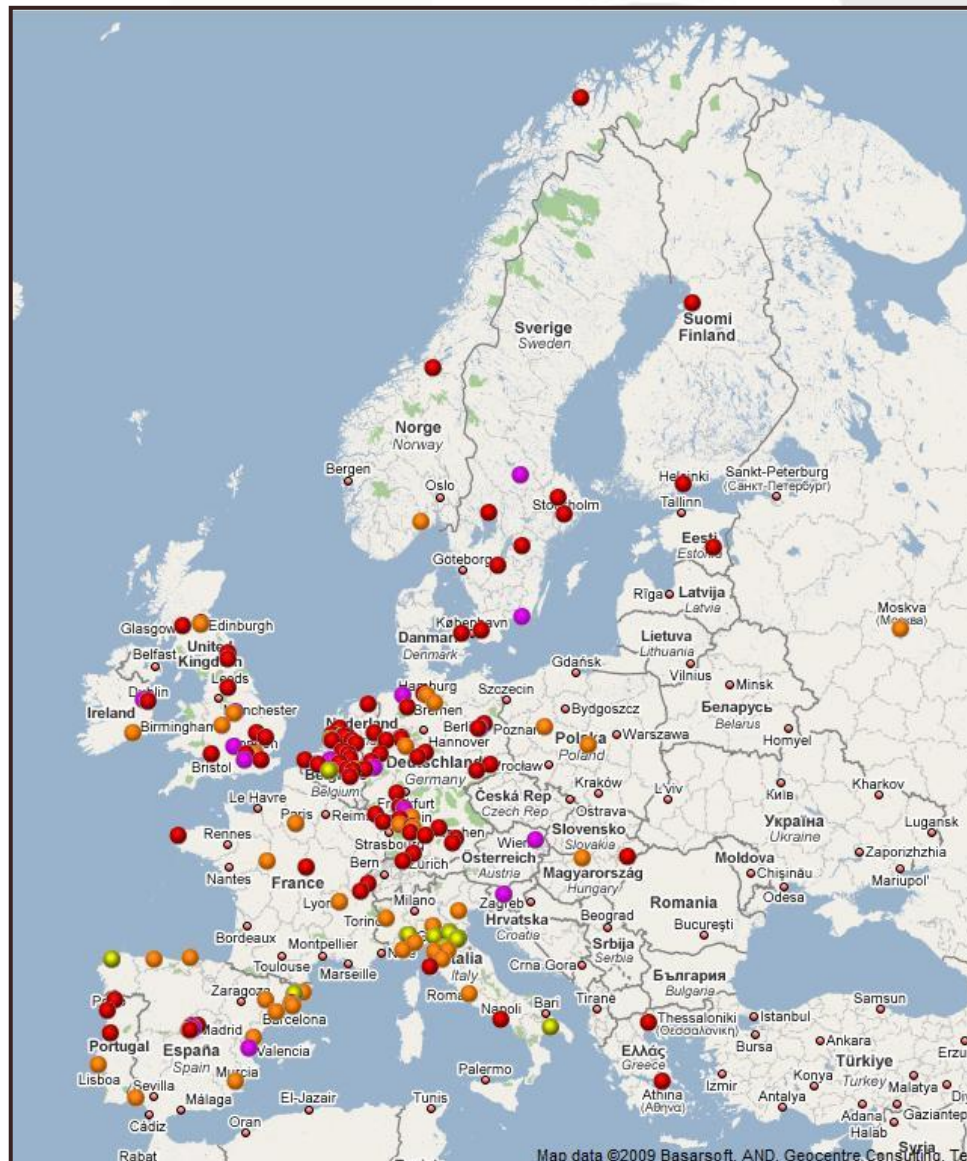 Suomi
Finland
Sverige
Sweden
Norge
Norway
Bergen
Oslo
Helsinki
Sankt-Peterburg
(Санкт-Петербург)
Tallinn
Stockholm
Eesti
Estonia
Göteborg
Rīga
Latvija
Latvia
Moskva
(Москва)
Glasgow
Edinburgh
København
Danmark
Denmark
Lietuva
Lithuania
Vilnius
United
Kingdom
Belfast
Leeds
Gdańsk
Minsk
Dublin
Ireland
Manchester
Hamburg
Szczecin
Bydgoszcz
Беларусь
Belarus
Birmingham
Nederland
Bremen
Poznań
Warszawa
Homyel
Hannover
Polska
Poland
Bristol
Deutschland
Germany
Wrocław
Belgium
Kraków
L'viv
Київ
Kharkov
Česká Rep
Czech Rep
Ostrava
Le Havre
Frankfurt
Paris
Reims
Україна
Ukraine
Lugansk
Rennes
Strasbourg
Wien
Slovensko
Slovakia
Zaporizhzhia
Bern
Zürich
Österreich
Austria
Moldova
Chişinău
Mariupol'
Nantes
France
Magyarország
Hungary
Odesa
Lyon
Milano
Zagreb
Romania
Torino
Hrvatska
Croatia
Beograd
Bordeaux
Bucureşti
Montpellier
Srbija
Serbia
Toulouse
Marseille
Italia
Italy
Crna Gora
България
Bulgaria
Zaragoza
Roma
Tiranë
Samsun
Barcelona
Napoli
Bari
Thessaloniki
(Θεσσαλονίκη)
Istanbul
Madrid
Bursa
Ankara
Portugal
España
Spain
Valencia
Ελλάς
Greece
Türkiye
Turkey
Lisboa
Murcia
Palermo
Izmir
Konya
Malatya
Sevilla
Málaga
El-Jazair
Tunis
Athina
(Αθήνα)
Antalya
Adana
Gaziantep
Cádiz
Oran
Halab
Rabat
Syria
Map data ©2009 Basarsoft, AND, Geocentre Consulting, Te